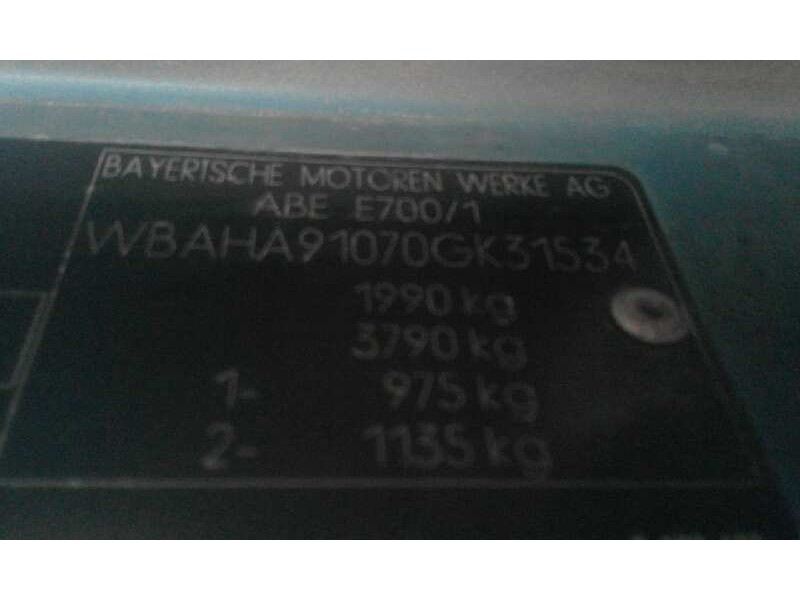 BAYERISCHE MOTOREN WERKE AG
ABE E700/1
WBAHA91070GK31534
1990 kg
3790 kg
1- 975 kg
2- 1135 kg